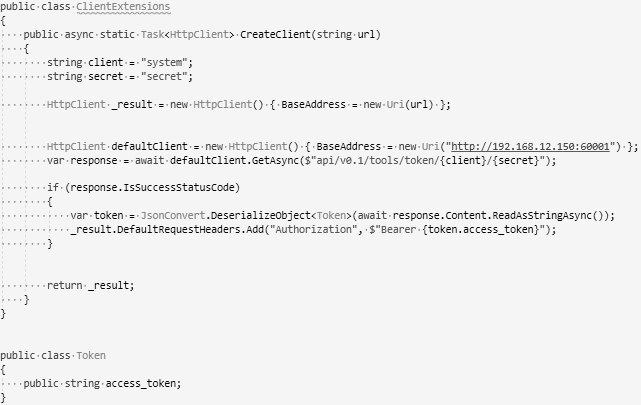 public class ClientExtensions
{
    public async static Task<HttpClient> CreateClient(string url)
    {
        string client = "system";
        string secret = "secret";
        HttpClient _result = new HttpClient() { BaseAddress = new Uri(url) };
        HttpClient defaultClient = new HttpClient() { BaseAddress = new Uri("http://192.168.12.150:60001") };
        var response = await defaultClient.GetAsync($"api/v0.1/tools/token/{client}/{secret}");
        if (response.IsSuccessStatusCode)
        {
            var token = JsonConvert.DeserializeObject<Token>(await response.Content.ReadAsStringAsync());
            _result.DefaultRequestHeaders.Add("Authorization", $"Bearer {token.access_token}");
        }
        return _result;
    }
}
public class Token
{
    public string access_token;
}